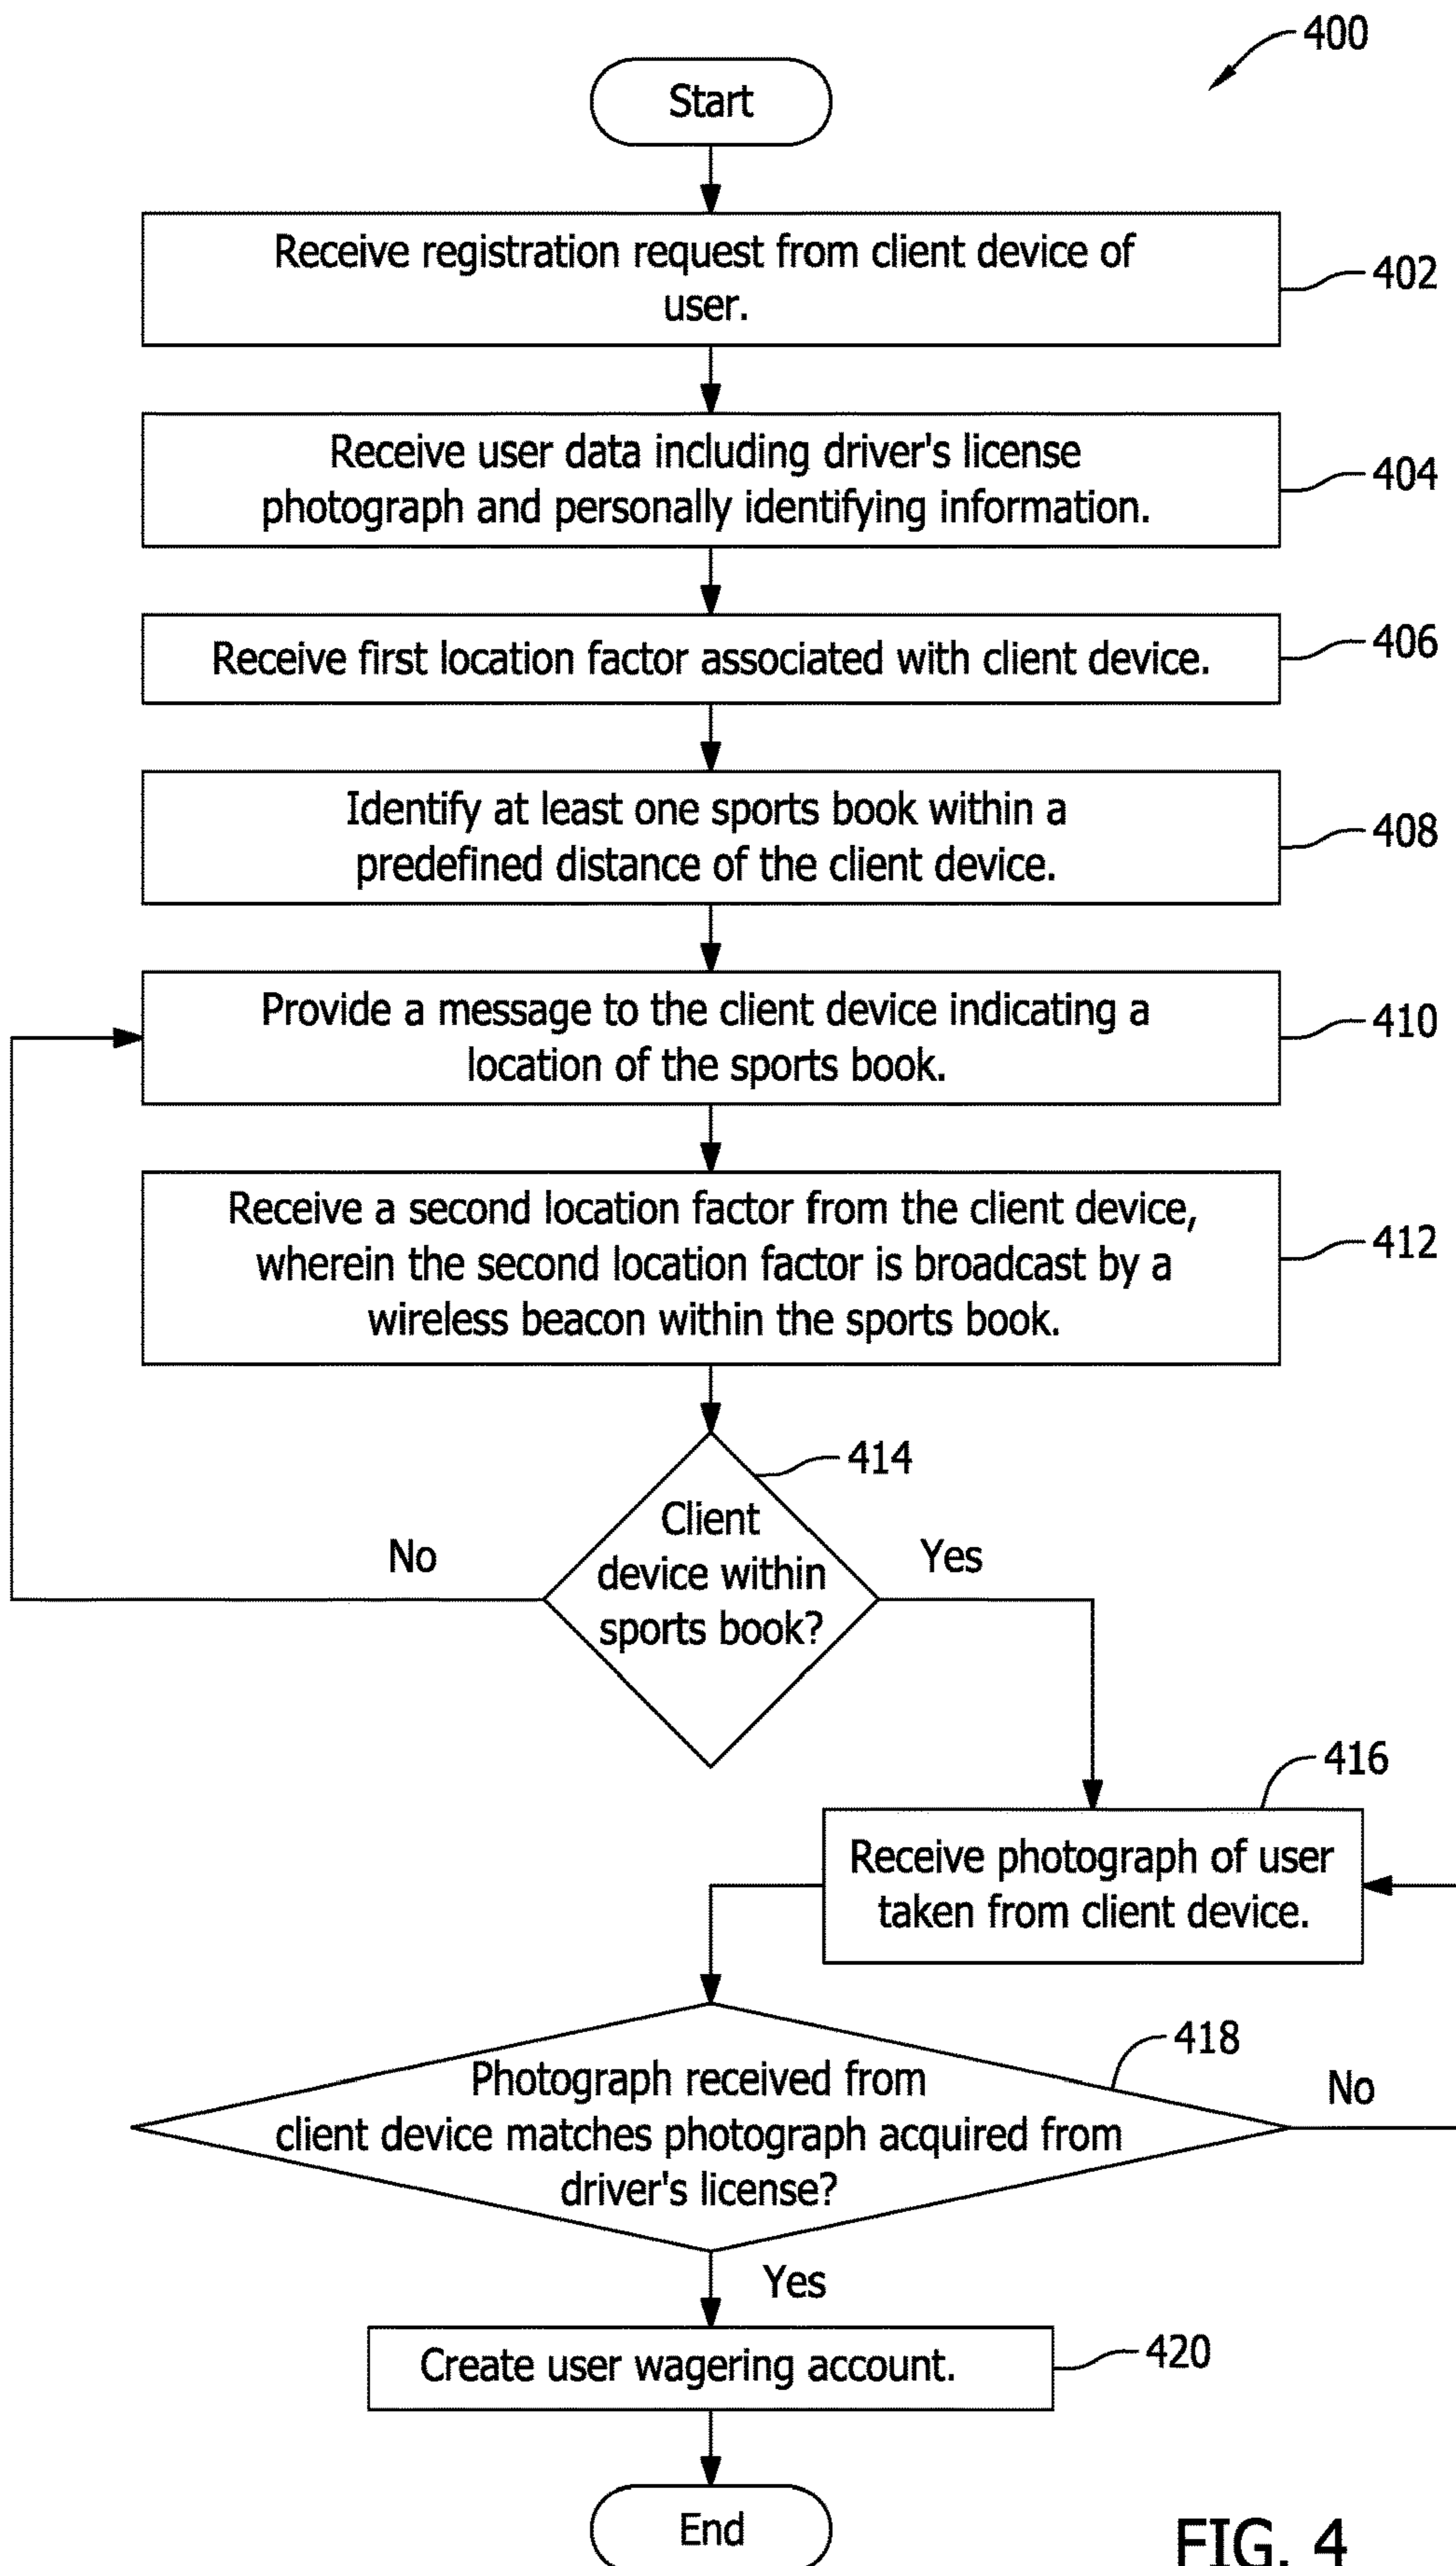 400
Start
Receive registration request from client device of
user.
402
Receive user data including driver's license
photograph and personally identifying information.
404
Receive first location factor associated with client device.
406
Identify at least one sports book within a
predefined distance of the client device.
408
Provide a message to the client device indicating a
location of the sports book.
410
Receive a second location factor from the client device,
wherein the second location factor is broadcast by a
wireless beacon within the sports book.
412
414
Client
device within
sports book?
No
Yes
416
Receive photograph of user
taken from client device.
418
Photograph received from
client device matches photograph acquired from
driver's license?
No
Yes
Create user wagering account.
420
End
FIG. 4